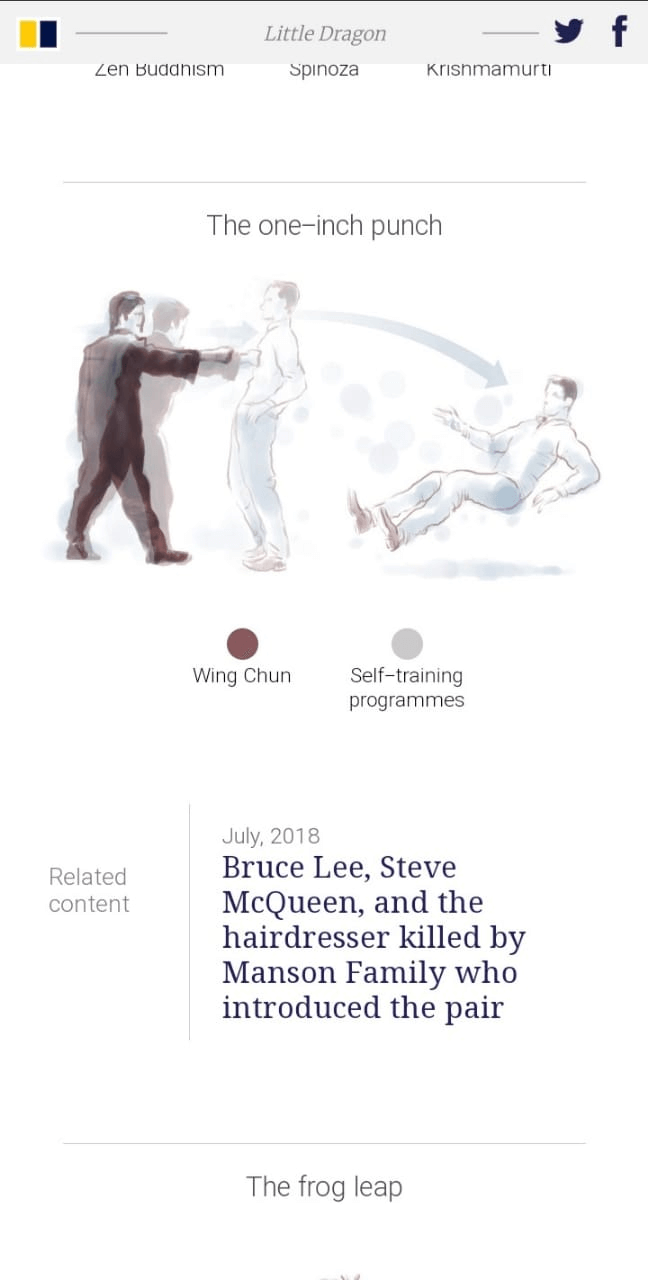 Little Dragon
Zen Buddhism Spinoza Krishmamurti
The one-inch punch
Wing Chun
Self-training
programmes
Related
content
July, 2018
Bruce Lee, Steve
McQueen, and the
hairdresser killed by
Manson Family who
introduced the pair
The frog leap